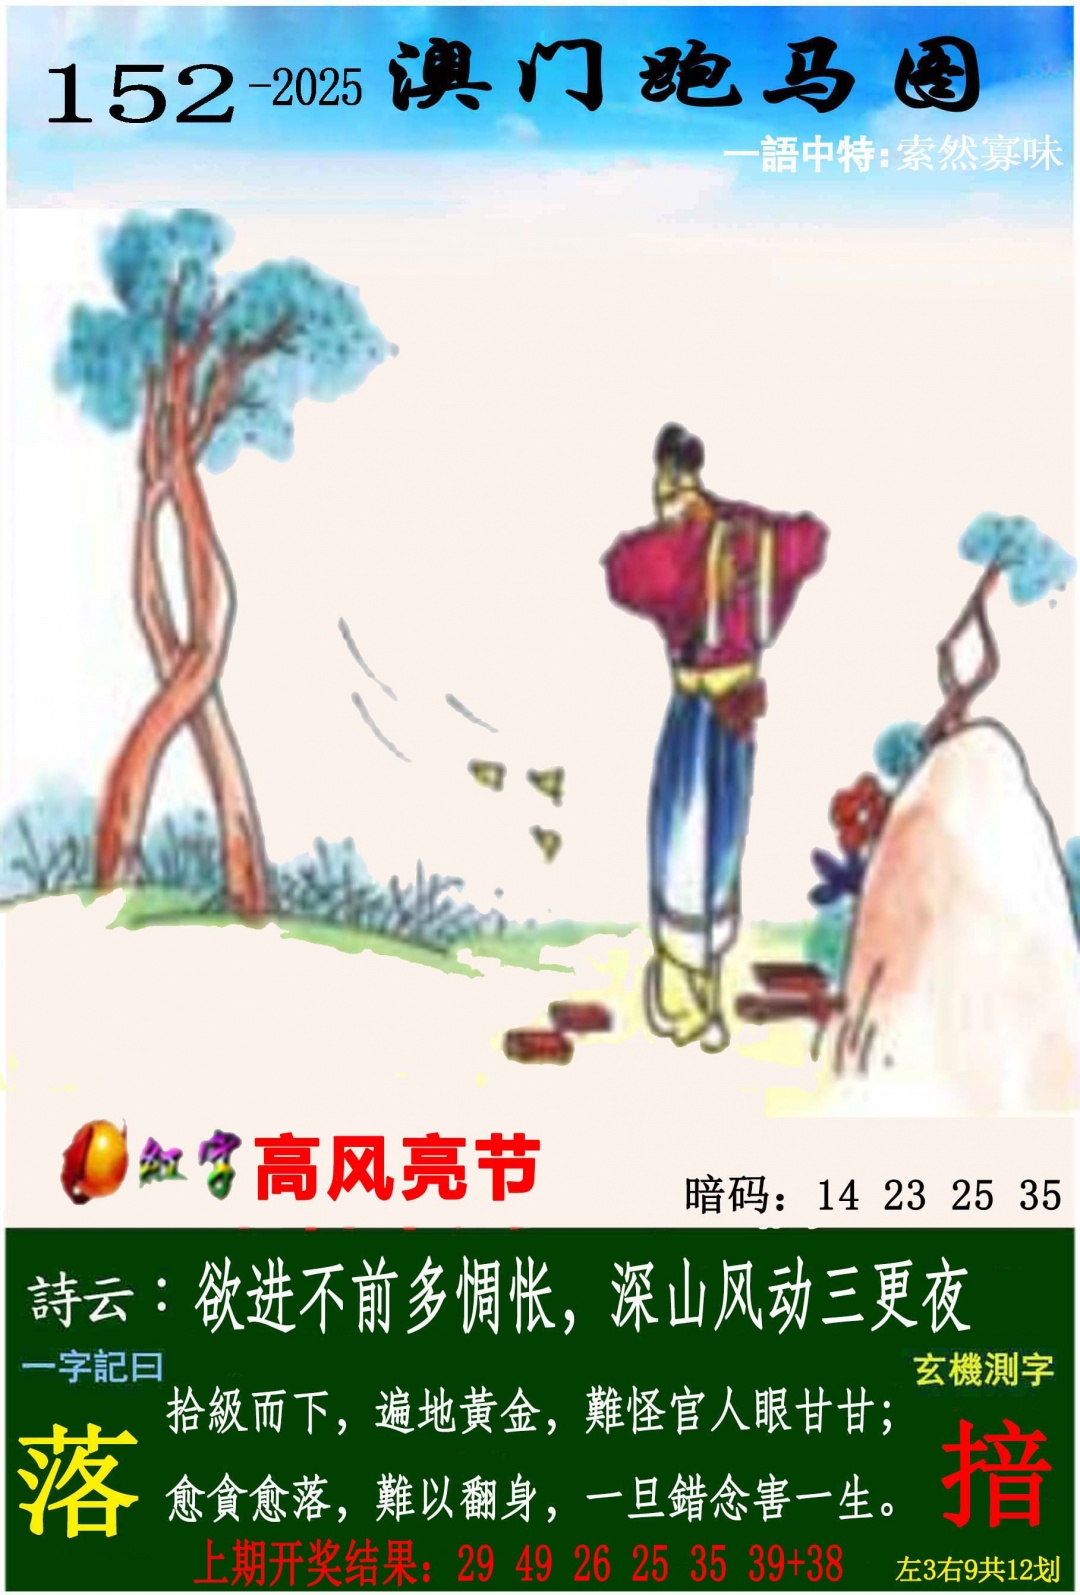 152-2025 澳门跑马图
一語中特:索然寡味
红字 高风亮节
暗码：14 23 25 35
詩云：欲进不前多惆怅，深山风动三更夜
一字記曰
玄機測字
拾級而下，遍地黃金，難怪官人眼甘甘；
落
揞
愈貪愈落，難以翻身，一旦錯念害一生。
上期开奖结果：29 49 26 25 35 39+38
左3右9共12划